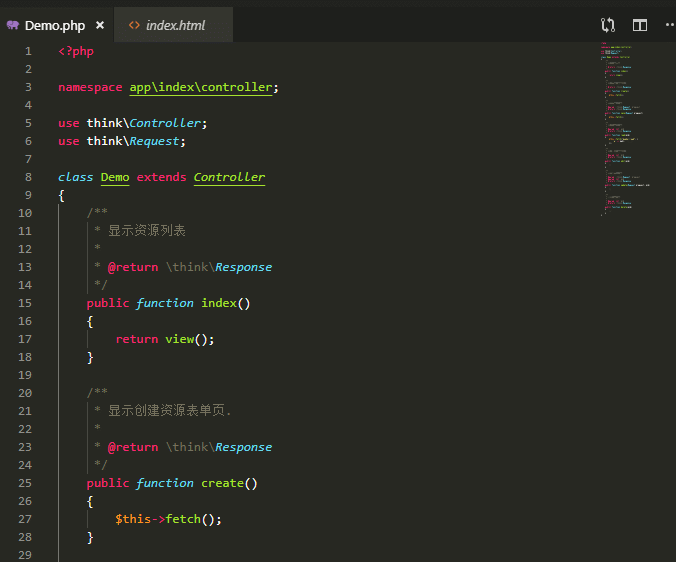 Demo.php × <> index.html
1 <?php
2
3 namespace app\index\controller;
4
5 use think\Controller;
6 use think\Request;
7
8 class Demo extends Controller
9 {
10 /**
11 * 显示资源列表
12 *
13 * @return \think\Response
14 */
15 public function index()
16 {
17 return view();
18 }
19
20 /**
21 * 显示创建资源表单页.
22 *
23 * @return \think\Response
24 */
25 public function create()
26 {
27 $this->fetch();
28 }
29